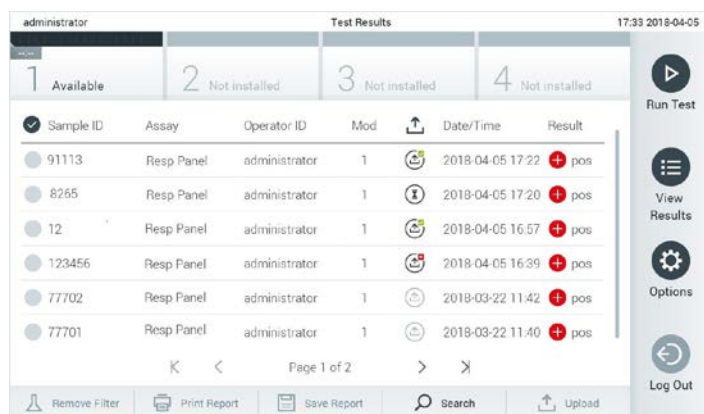 administrator Test Results 17:33 2018-04-05
1 Available 2 Not installed 3 Not installed 4 Not installed
Run Test
Sample ID Assay Operator ID Mod Date/Time Result
91113 Resp Panel administrator 1 2018-04-05 17:22 pos
8265 Resp Panel administrator 1 2018-04-05 17:20 pos
View
Results
12 Resp Panel administrator 1 2018-04-05 16:57 pos
123456 Resp Panel administrator 1 2018-04-05 16:39 pos
Options
77702 Resp Panel administrator 1 2018-03-22 11:42 pos
77701 Resp Panel administrator 1 2018-03-22 11:40 pos
Page 1 of 2
Log Out
Remove Filter Print Report Save Report Search Upload